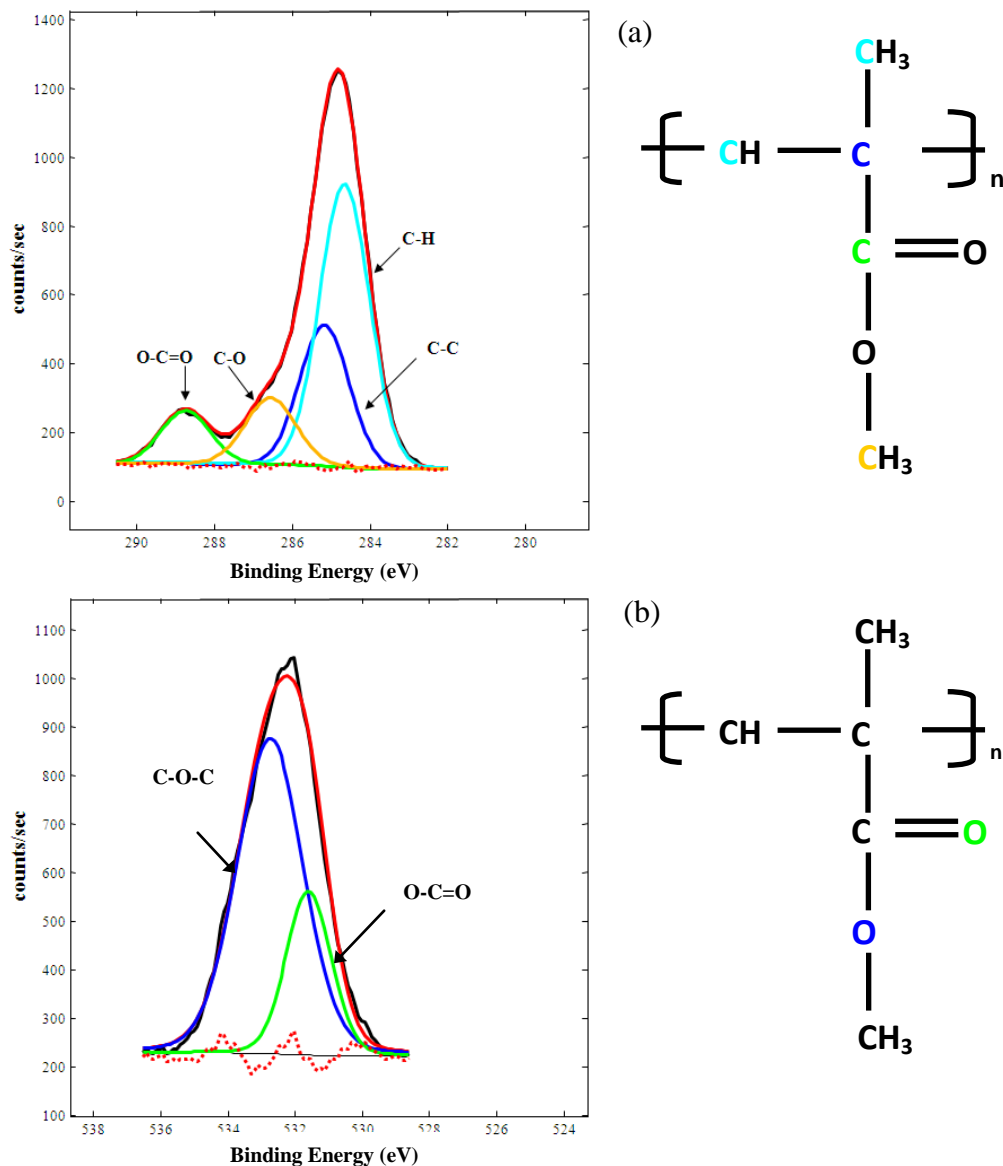 (a)
counts/sec
1400
1200
1000
800
600
400
200
0
C-H
C-C
C-O
O-C=O
290
288
286
284
282
280
Binding Energy (eV)
CH3
CH
C
n
C
O
O
CH3
(b)
counts/sec
1100
1000
900
800
700
600
500
400
300
200
100
C-O-C
O-C=O
538
536
534
532
530
528
526
524
Binding Energy (eV)
CH3
CH
C
n
C
O
O
CH3